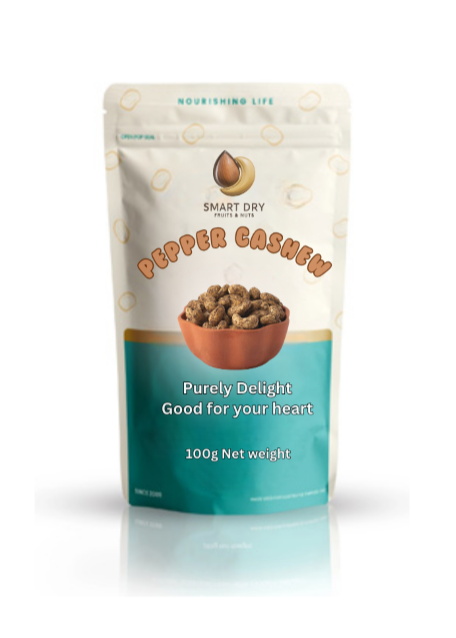 NOURISHING LIFE
SMART DRY
FRUITS & NUTS
PEPPER CASHEW
Purely Delight
Good for your heart
100g Net weight